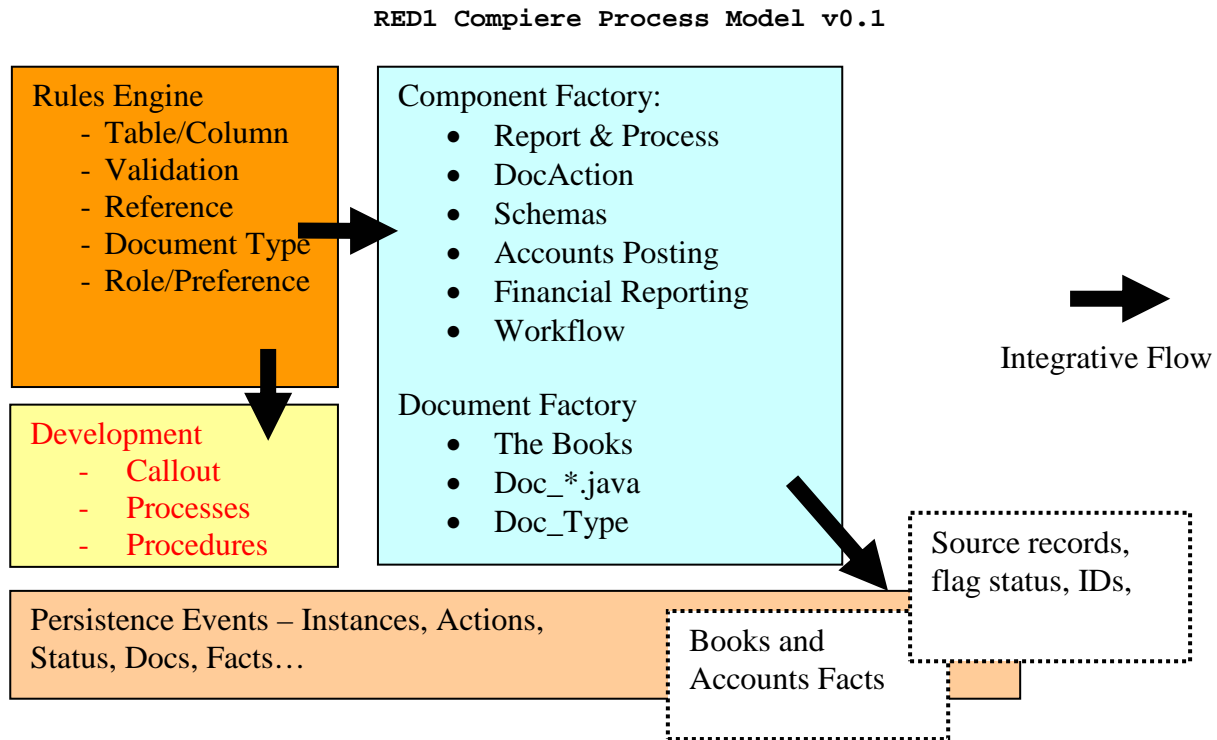 RED1 Compiere Process Model v0.1
Rules Engine
- Table/Column
- Validation
- Reference
- Document Type
- Role/Preference
Development
- Callout
- Processes
- Procedures
Component Factory:
• Report & Process
• DocAction
• Schemas
• Accounts Posting
• Financial Reporting
• Workflow
Document Factory
• The Books
• Doc_*.java
• Doc_Type
Integrative Flow
Source records,
flag status, IDs,
Persistence Events – Instances, Actions,
Status, Docs, Facts…
Books and
Accounts Facts